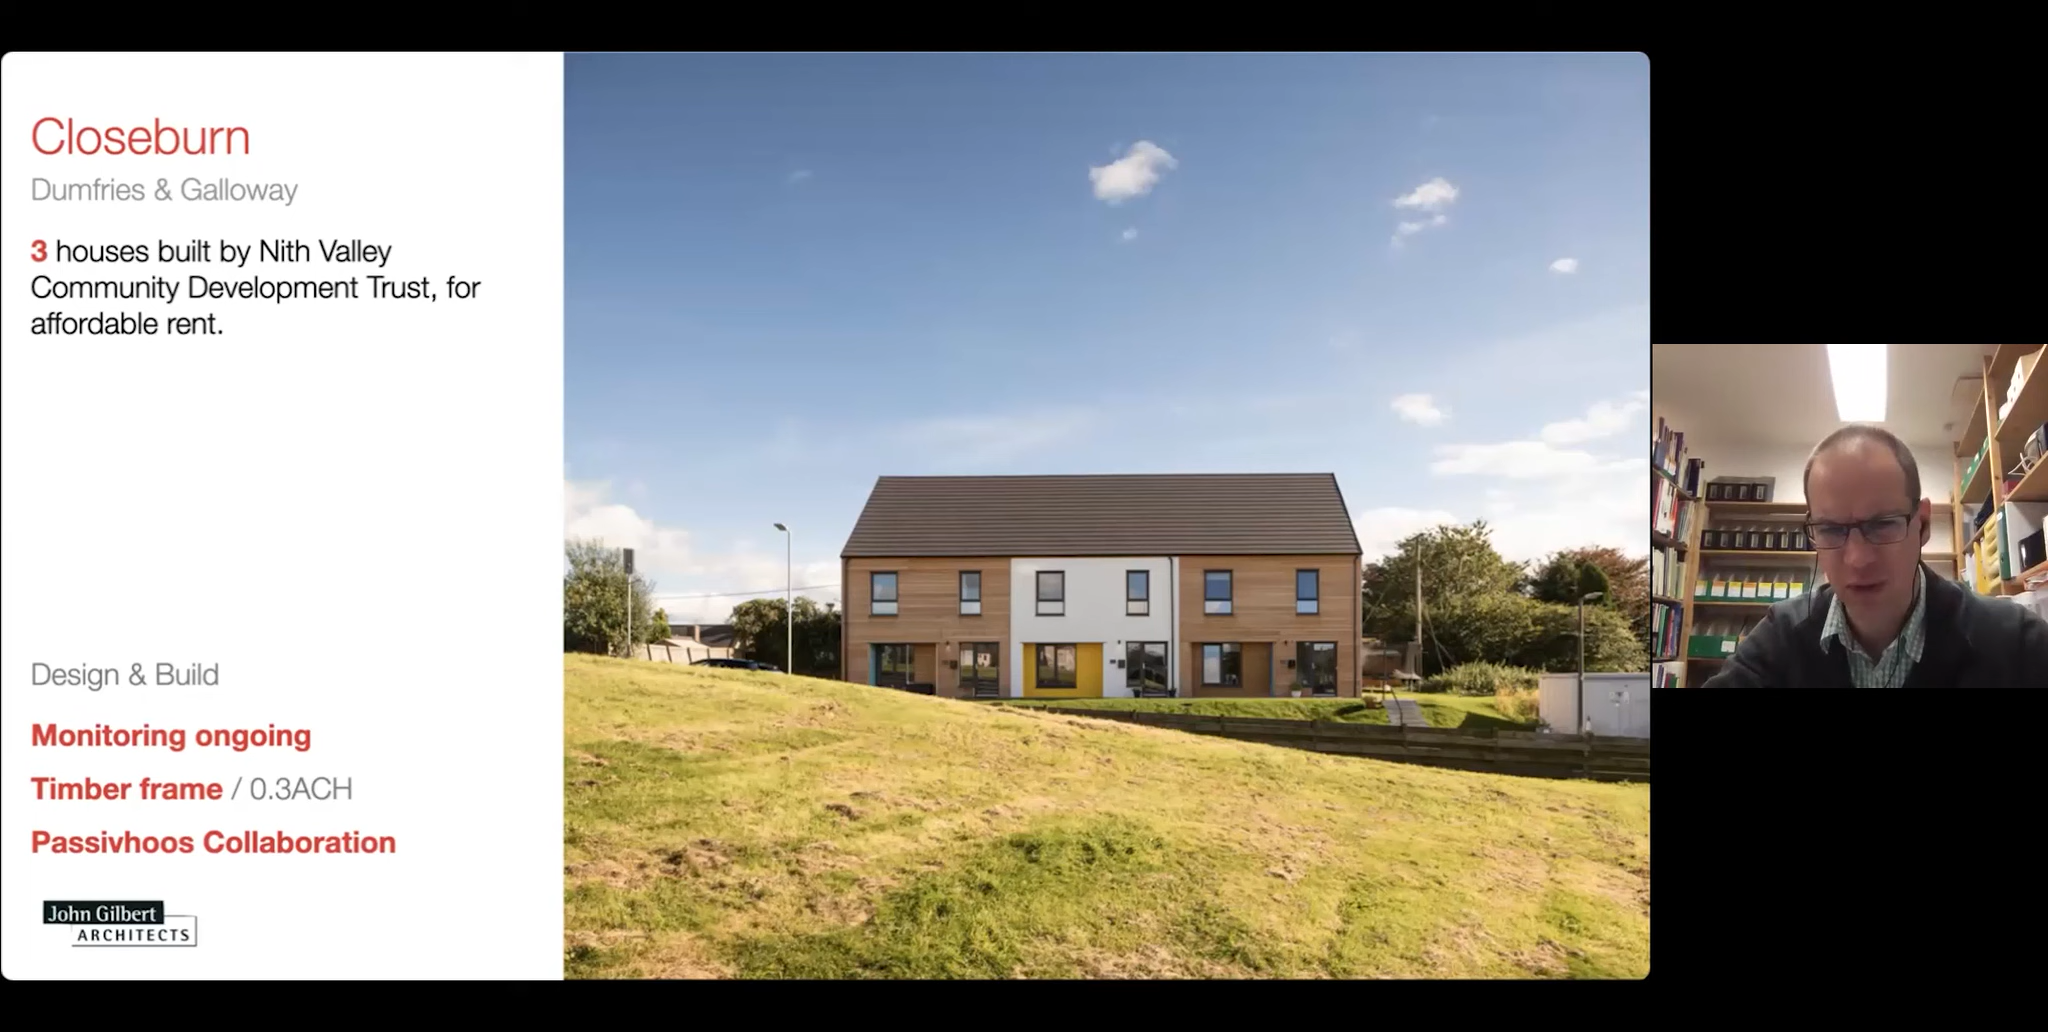 Closeburn
Dumfries & Galloway
3 houses built by Nith Valley
Community Development Trust, for
affordable rent.
Design & Build
Monitoring ongoing
Timber frame / 0.3ACH
Passivhoos Collaboration
John Gilbert
ARCHITECTS